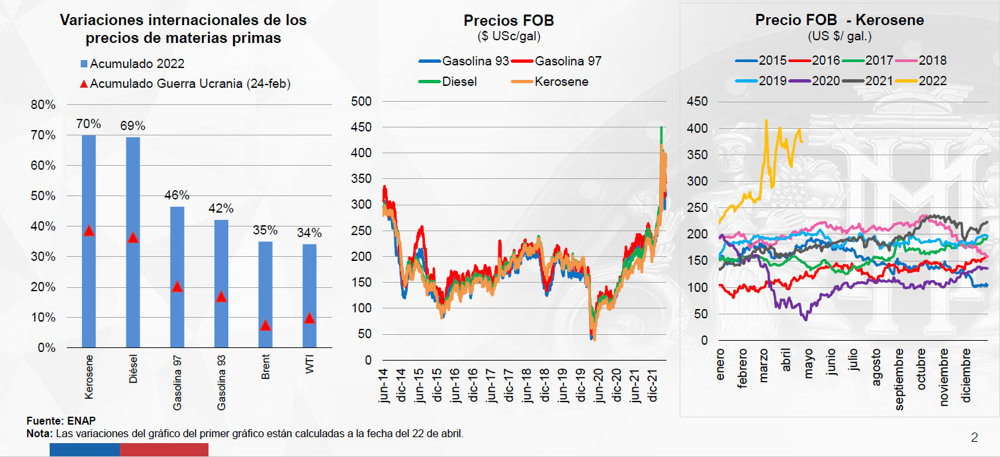 Variaciones internacionales de los
precios de materias primas
Acumulado 2022
Acumulado Guerra Ucrania (24-feb)
80%
70%
60%
50%
40%
30%
20%
10%
0%
70%
69%
46%
42%
35%
34%
Kerosene
Diésel
Gasolina 97
Gasolina 93
Brent
WTI
Precios FOB
($ USc/gal)
Gasolina 93
Gasolina 97
Diesel
Kerosene
500
450
400
350
300
250
200
150
100
50
0
jun-14
dic-14
jun-15
dic-15
jun-16
dic-16
jun-17
dic-17
jun-18
dic-18
jun-19
dic-19
jun-20
dic-20
jun-21
dic-21
Precio FOB - Kerosene
(US $/ gal.)
2015
2016
2017
2018
2019
2020
2021
2022
450
400
350
300
250
200
150
100
50
0
enero
febrero
marzo
abril
mayo
junio
julio
agosto
septiembre
octubre
noviembre
diciembre
Fuente: ENAP
Nota: Las variaciones del gráfico del primer gráfico están calculadas a la fecha del 22 de abril.
2